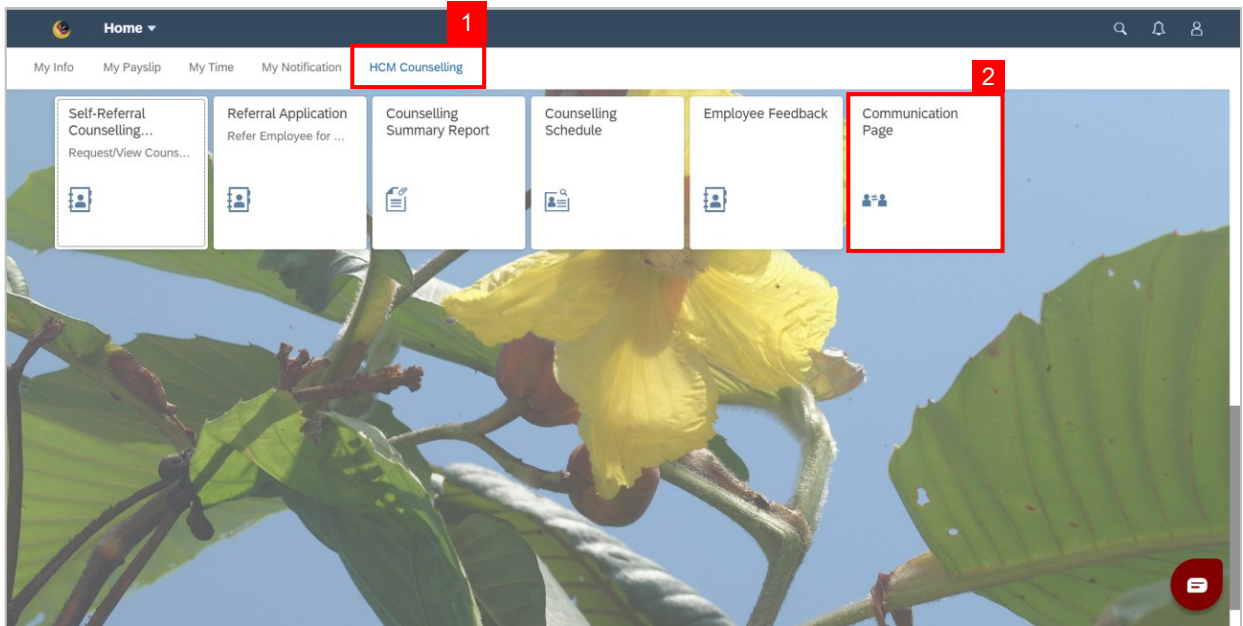 1
Home
My Info My Payslip My Time My Notification HCM Counselling
2
Self-Referral
Counselling...
Request/View Couns...
Referral Application
Refer Employee for ...
Counselling
Summary Report
Counselling
Schedule
Employee Feedback
Communication
Page